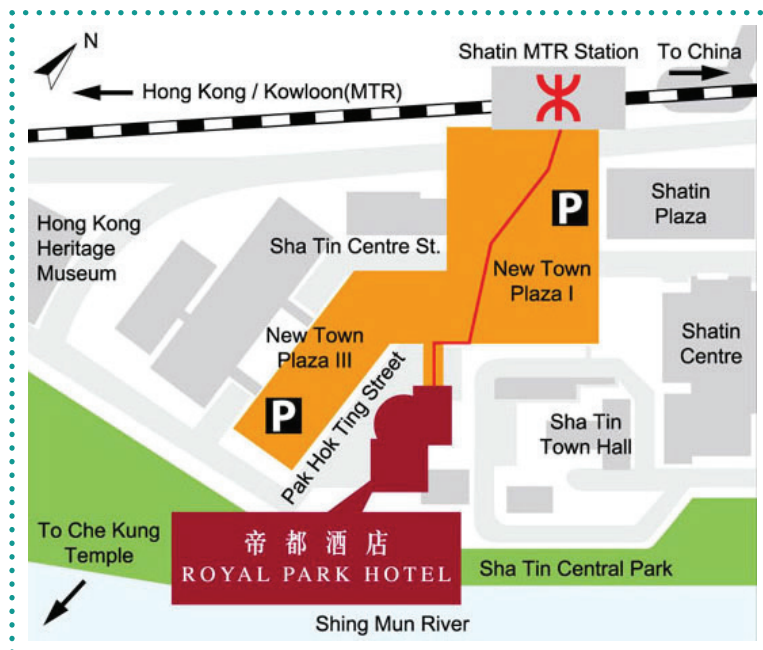 N
Shatin MTR Station
To China
Hong Kong / Kowloon(MTR)
P
Shatin
Plaza
Hong Kong
Heritage
Museum
Sha Tin Centre St.
New Town
Plaza I
New Town
Plaza III
Shatin
Centre
P
Pak Hok Ting Street
Sha Tin
Town Hall
To Che Kung
Temple
帝都酒店
ROYAL PARK HOTEL
Sha Tin Central Park
Shing Mun River